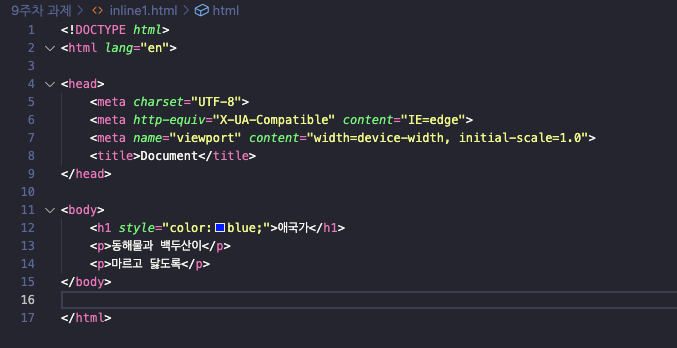 9주차 과제 > inline1.html > html
1 <!DOCTYPE html>
2 <html lang="en">
3
4 <head>
5 <meta charset="UTF-8">
6 <meta http-equiv="X-UA-Compatible" content="IE=edge">
7 <meta name="viewport" content="width=device-width, initial-scale=1.0">
8 <title>Document</title>
9 </head>
10
11 <body>
12 <h1 style="color:blue;">애국가</h1>
13 <p>동해물과 백두산이</p>
14 <p>마르고 닳도록</p>
15 </body>
16
17 </html>